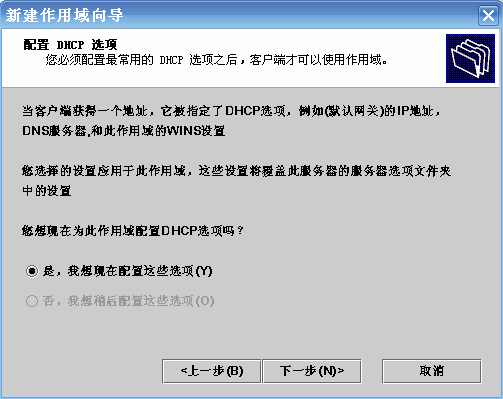 新建作用域向导
配置 DHCP 选项
您必须配置最常用的 DHCP 选项之后，客户端才可以使用作用域。
当客户端获得一个地址，它被指定了DHCP选项，例如(默认网关)的IP地址，
DNS服务器,和此作用域的WINS设置
您选择的设置应用于此作用域，这些设置将覆盖此服务器的服务器选项文件夹
中的设置
您想现在为此作用域配置DHCP选项吗？
是，我想现在配置这些选项(Y)
否，我想稍后配置这些选项(O)
<上一步(B)
下一步(N)>
取消